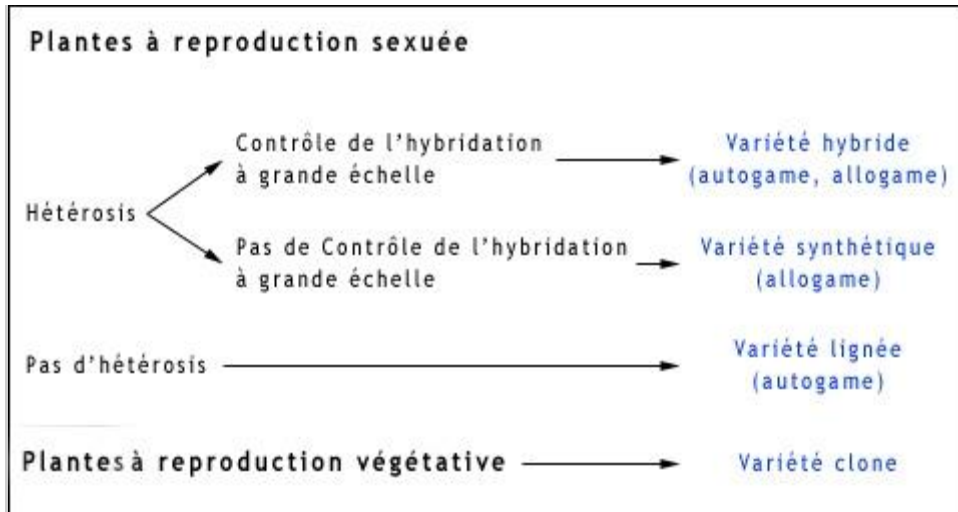 Plantes à reproduction sexuée
Contrôle de l'hybridation
à grande échelle
Variété hybride
(autogame, allogame)
Hétérosis
Pas de Contrôle de l'hybridation
à grande échelle
Variété synthétique
(allogame)
Pas d'hétérosis
Variété lignée
(autogame)
Plantes à reproduction végétative
Variété clone